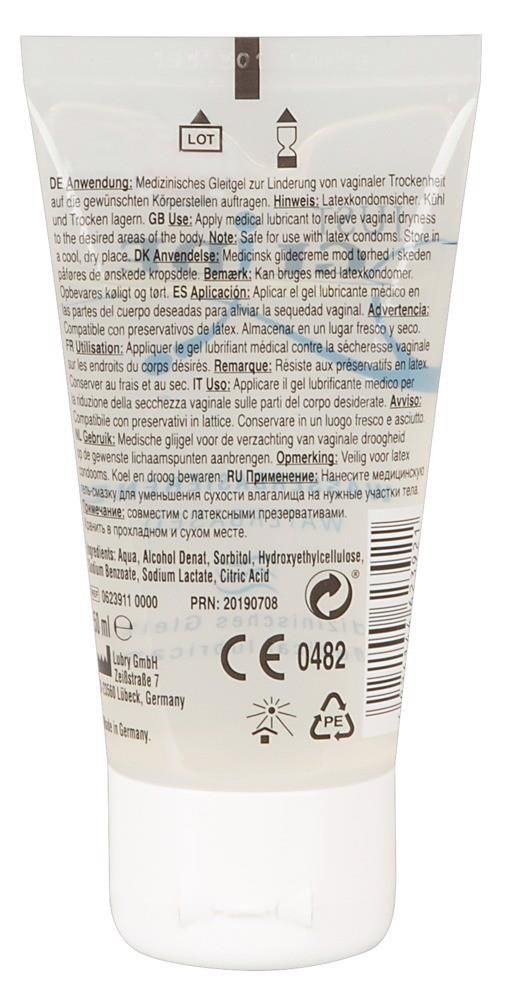 LOT
DE Anwendung: Medizinisches Gleitgel zur Linderung von vaginaler Trockenheit
auf die gewünschten Körperstellen auftragen. Hinweis: Latexkondomsicher. Kühl
und Trocken lagern. GB Use: Apply medical lubricant to relieve vaginal dryness
to the desired areas of the body. Note: Safe for use with latex condoms. Store in
a cool, dry place. DK Anvendelse: Medicinsk glidecreme mod tørhed i skeden
påføres de ønskede kropsdele. Bemærk: Kan bruges med latexkondomer.
Opbevares køligt og tørt. ES Aplicación: Aplicar el gel lubricante médico en
las partes del cuerpo deseadas para aliviar la sequedad vaginal. Advertencia:
Compatible con preservativos de látex. Almacenar en un lugar fresco y seco.
FR Utilisation: Appliquer le gel lubrifiant médical contre la sécheresse vaginale
sur les endroits du corps désirés. Remarque: Résiste aux préservatifs en latex.
Conserver au frais et au sec. IT Uso: Applicare il gel lubrificante medico per
la riduzione della secchezza vaginale sulle parti del corpo desiderate. Avviso:
Compatibile con preservativi in lattice. Conservare in un luogo fresco e asciutto.
NL Gebruik: Medische glijgel voor de verzachting van vaginale droogheid
op de gewenste lichaamspunten aanbrengen. Opmerking: Veilig voor latex
condooms. Koel en droog bewaren. RU Применение: Нанесите медицинскую
гель-смазку для уменьшения сухости влагалища на нужные участки тела.
Примечание: совместим с латексными презервативами.
Хранить в прохладном и сухом месте.
Ingredients: Aqua, Alcohol Denat, Sorbitol, Hydroxyethylcellulose,
Sodium Benzoate, Sodium Lactate, Citric Acid
REF 0623911 0000 PRN: 20190708
50 ml ℮
CE 0482
Lubry GmbH
Zeißstraße 7
23560 Lübeck, Germany
Made in Germany.
PE